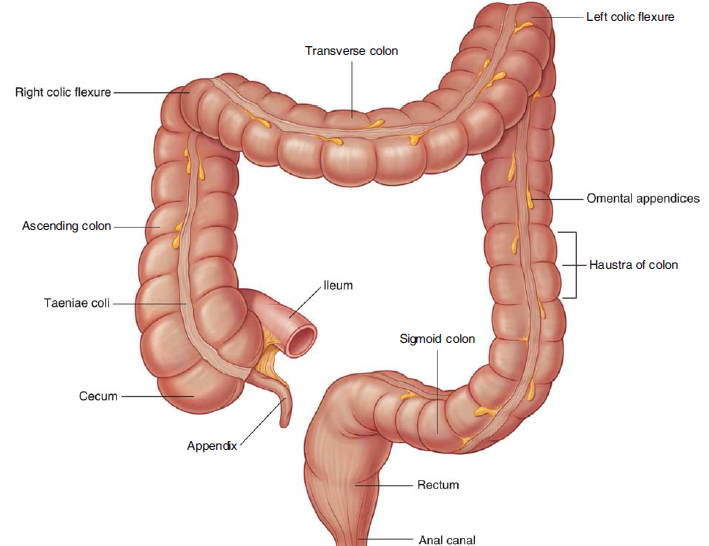 Left colic flexure
Transverse colon
Right colic flexure
Omental appendices
Ascending colon
Haustra of colon
Ileum
Taeniae coli
Sigmoid colon
Cecum
Appendix
Rectum
Anal canal